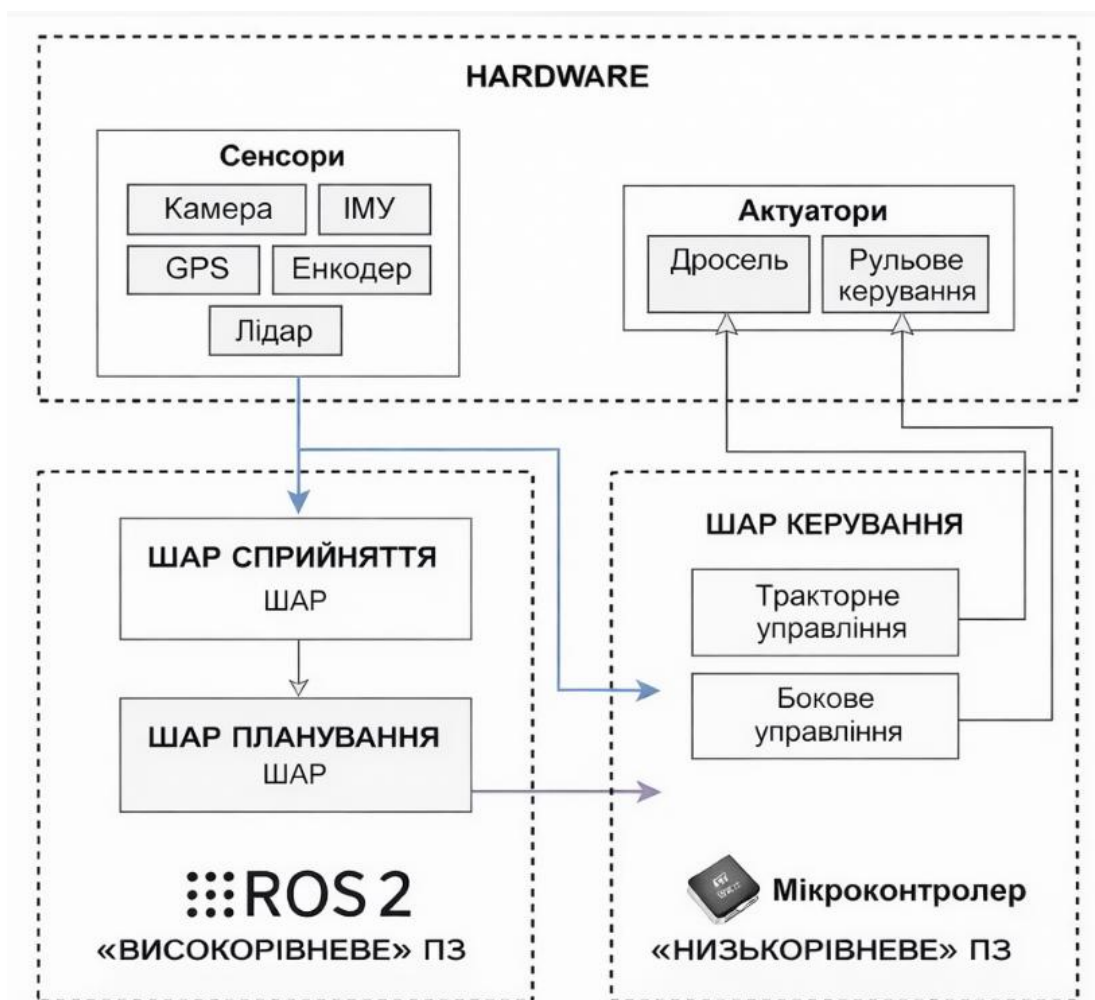 HARDWARE
Сенсори
Камера
ІМУ
GPS
Енкодер
Лідар
Актуатори
Дросель
Рульове
керування
ШАР СПРИЙНЯТТЯ
ШАР
ШАР ПЛАНУВАННЯ
ШАР
ROS 2
«ВИСОКОРІВНЕВЕ» ПЗ
ШАР КЕРУВАННЯ
Тракторне
управління
Бокове
управління
Мікроконтролер
«НИЗЬКОРІВНЕВЕ» ПЗ